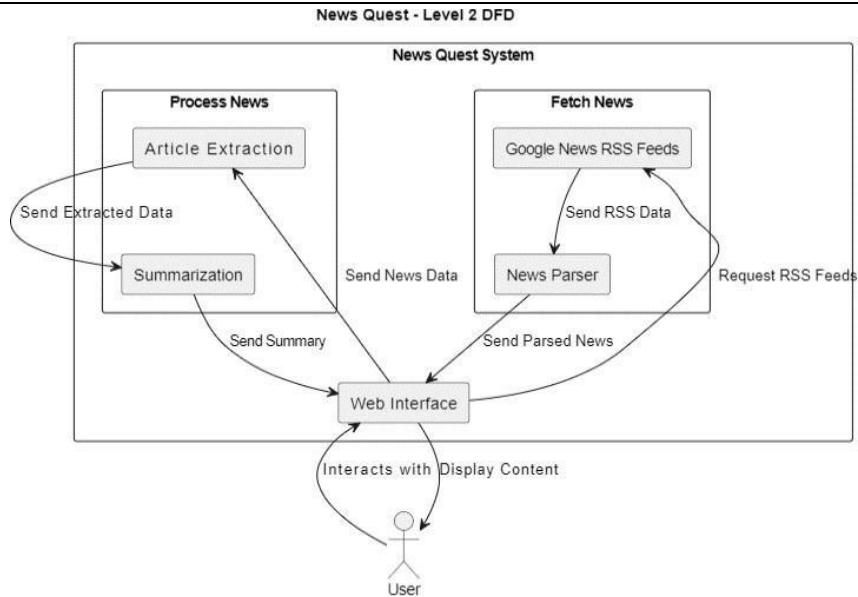 News Quest - Level 2 DFD
News Quest System
Process News
Fetch News
Article Extraction
Google News RSS Feeds
Send Extracted Data
Send RSS Data
Summarization
Send News Data
News Parser
Request RSS Feeds
Send Summary
Send Parsed News
Web Interface
Interacts with
Display Content
User